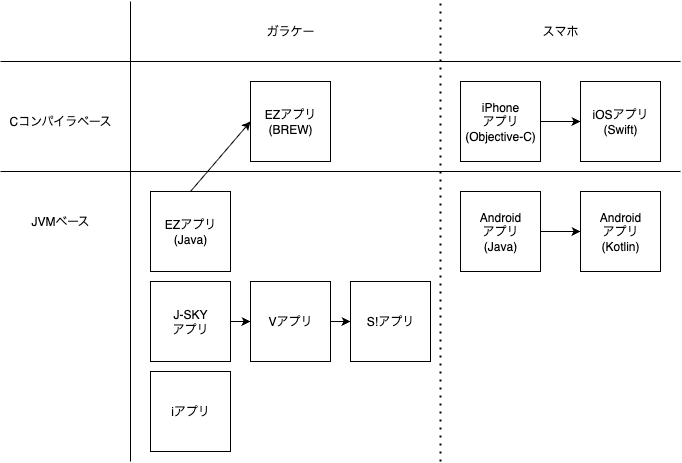 ガラケー
スマホ
Cコンパイラベース
EZアプリ
(BREW)
iPhone
アプリ
(Objective-C)
iOSアプリ
(Swift)
JVMベース
EZアプリ
(Java)
Android
アプリ
(Java)
Android
アプリ
(Kotlin)
J-SKY
アプリ
Vアプリ
S!アプリ
iアプリ